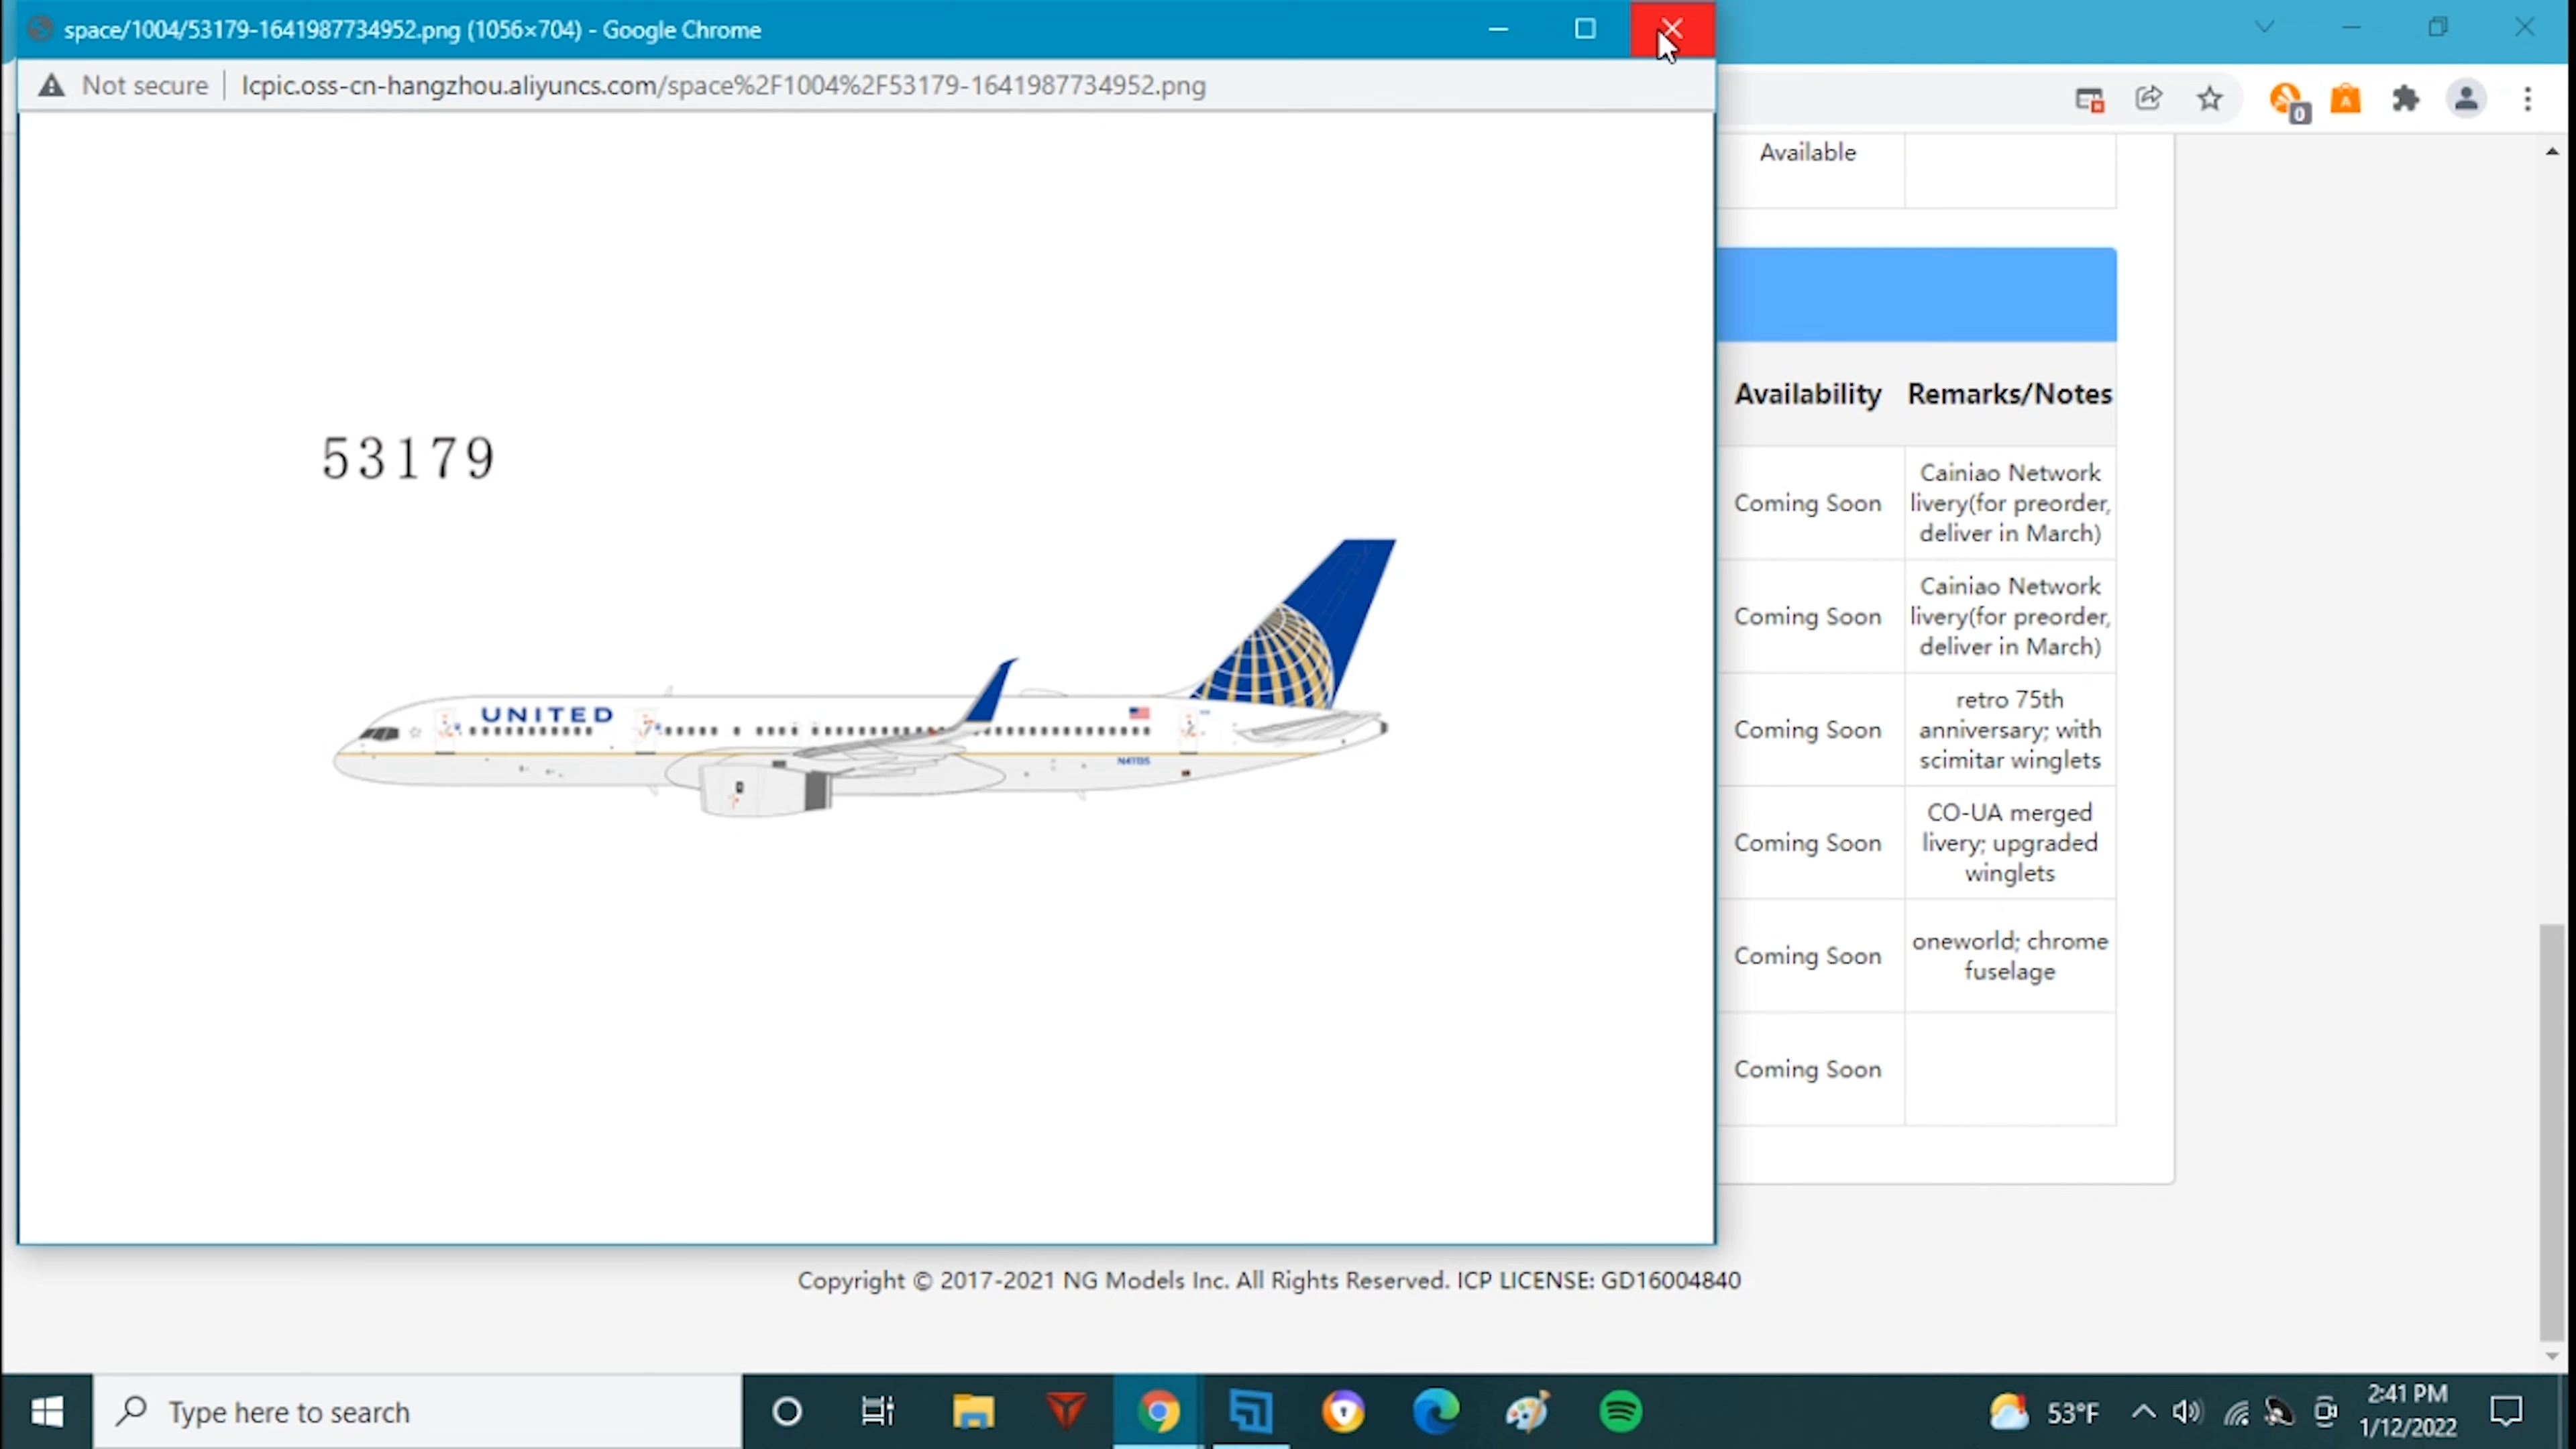 space/1004/53179-1641987734952.png (1056×704) - Google Chrome
Not secure
lcpic.oss-cn-hangzhou.aliyuncs.com/space%2F1004%2F53179-1641987734952.png
0
A
53179
UNITED
Available
Availability
Remarks/Notes
Coming Soon
Cainiao Network
livery(for preorder,
deliver in March)
Coming Soon
Cainiao Network
livery(for preorder,
deliver in March)
Coming Soon
retro 75th
anniversary; with
scimitar winglets
Coming Soon
CO-UA merged
livery; upgraded
winglets
Coming Soon
oneworld; chrome
fuselage
Coming Soon
Copyright © 2017-2021 NG Models Inc. All Rights Reserved. ICP LICENSE: GD16004840
Type here to search
53°F
2:41 PM
1/12/2022